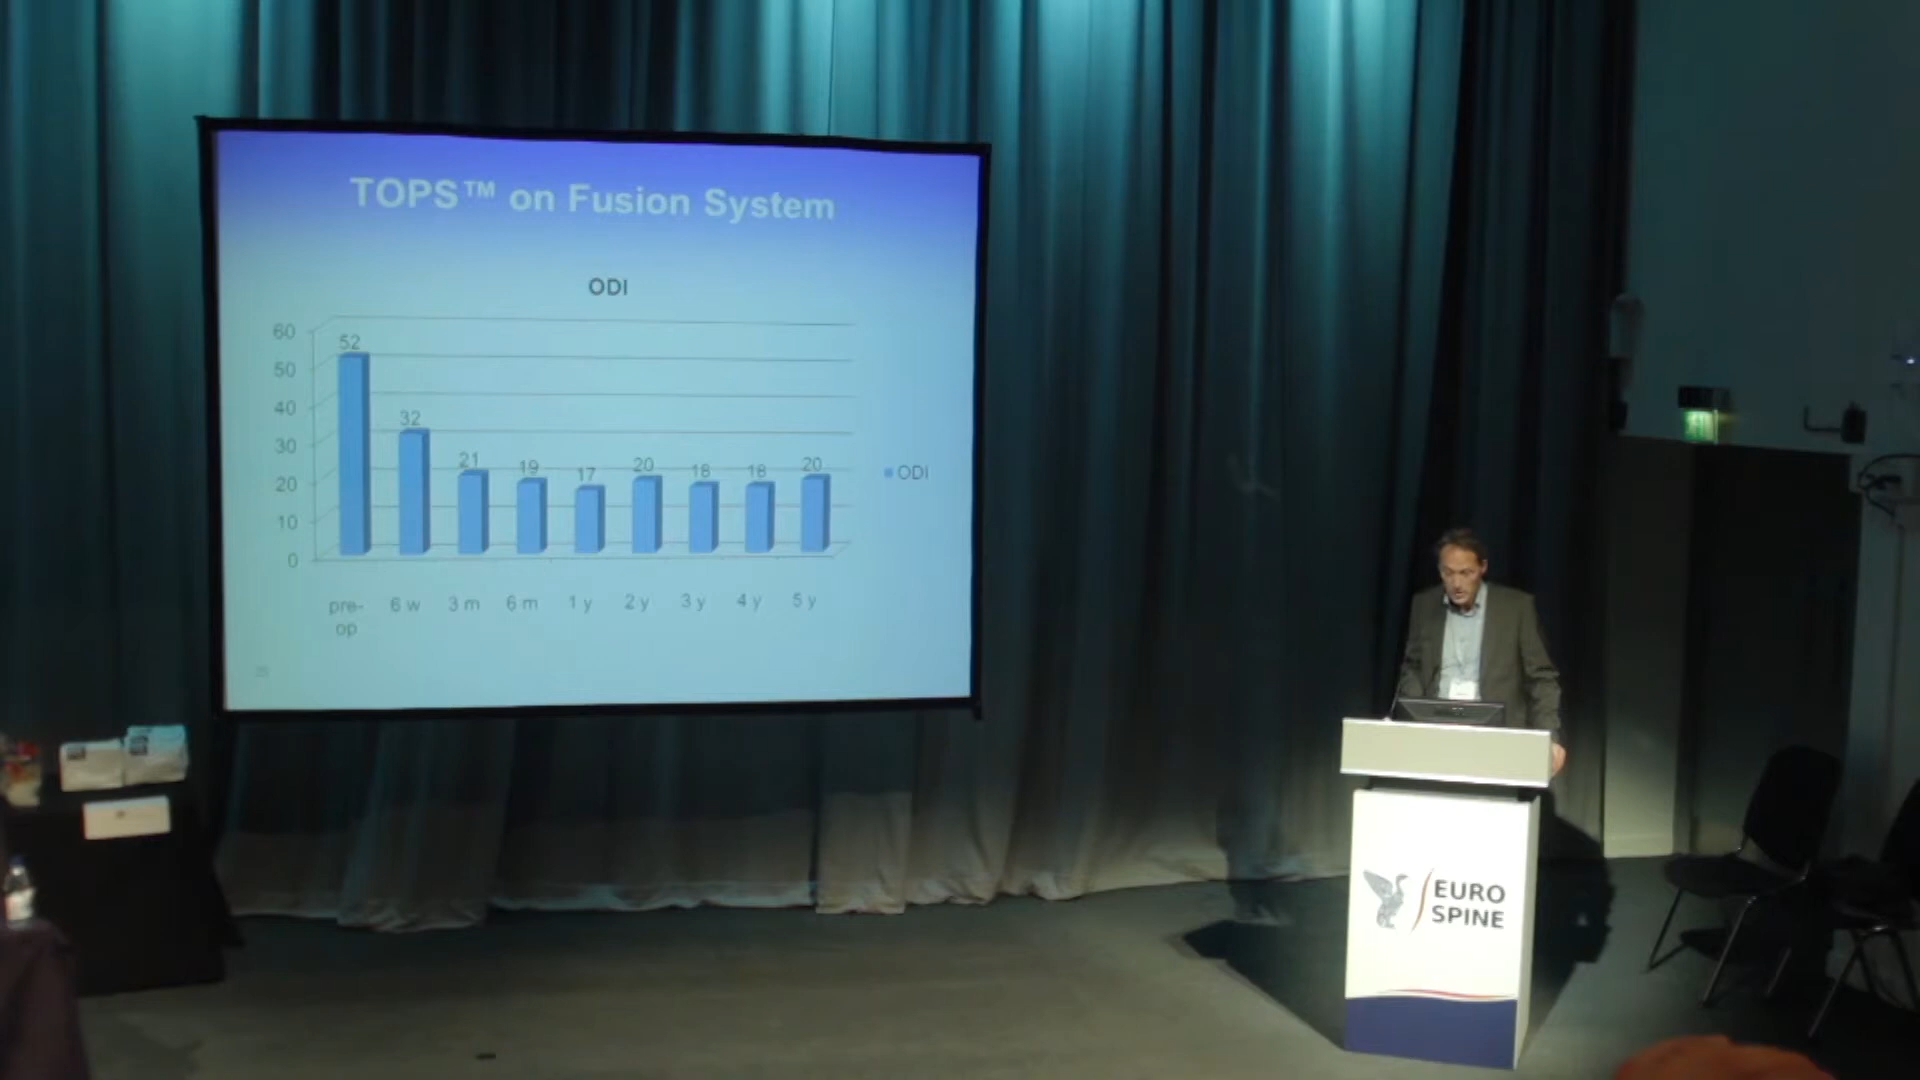 TOPS™ on Fusion System
ODI
60
50
40
30
20
10
0
52
32
21
19
17
20
18
18
20
ODI
pre-
op
6 w
3 m
6 m
1 y
2 y
3 y
4 y
5 y
EURO
SPINE